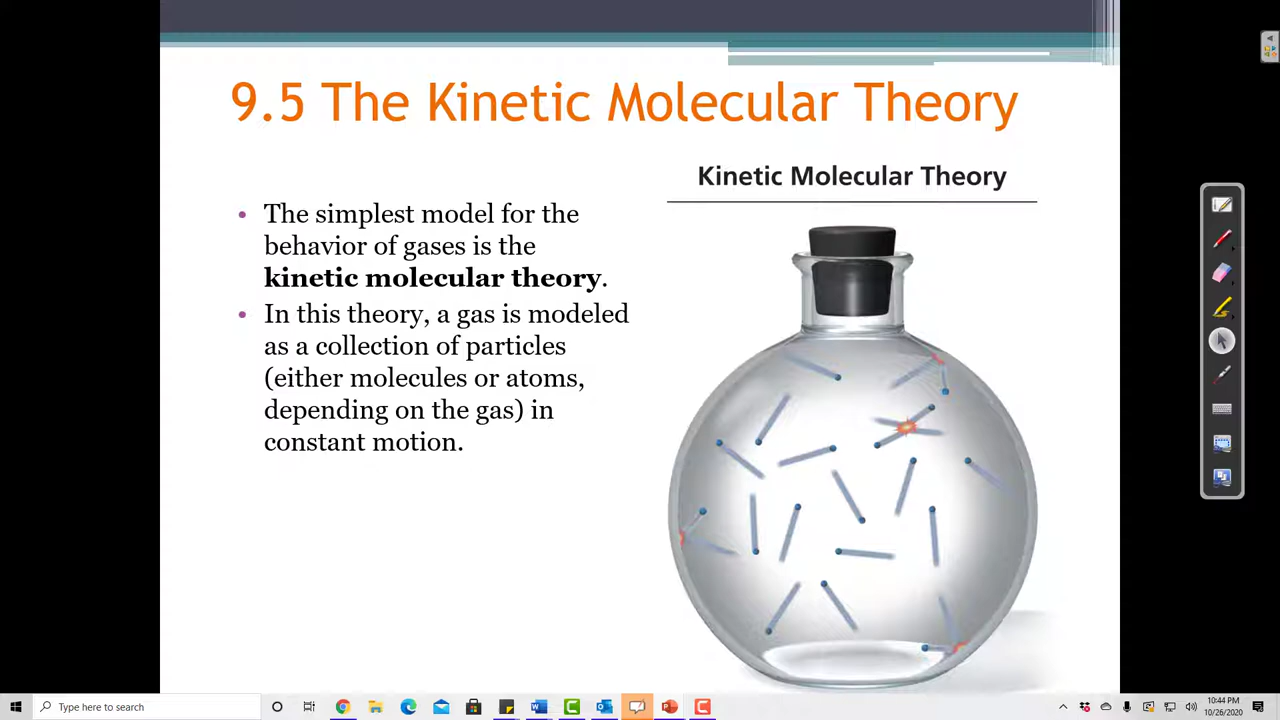 9.5 The Kinetic Molecular Theory
Kinetic Molecular Theory
• The simplest model for the
behavior of gases is the
kinetic molecular theory.
• In this theory, a gas is modeled
as a collection of particles
(either molecules or atoms,
depending on the gas) in
constant motion.
Type here to search
10:44 PM
10/26/2020